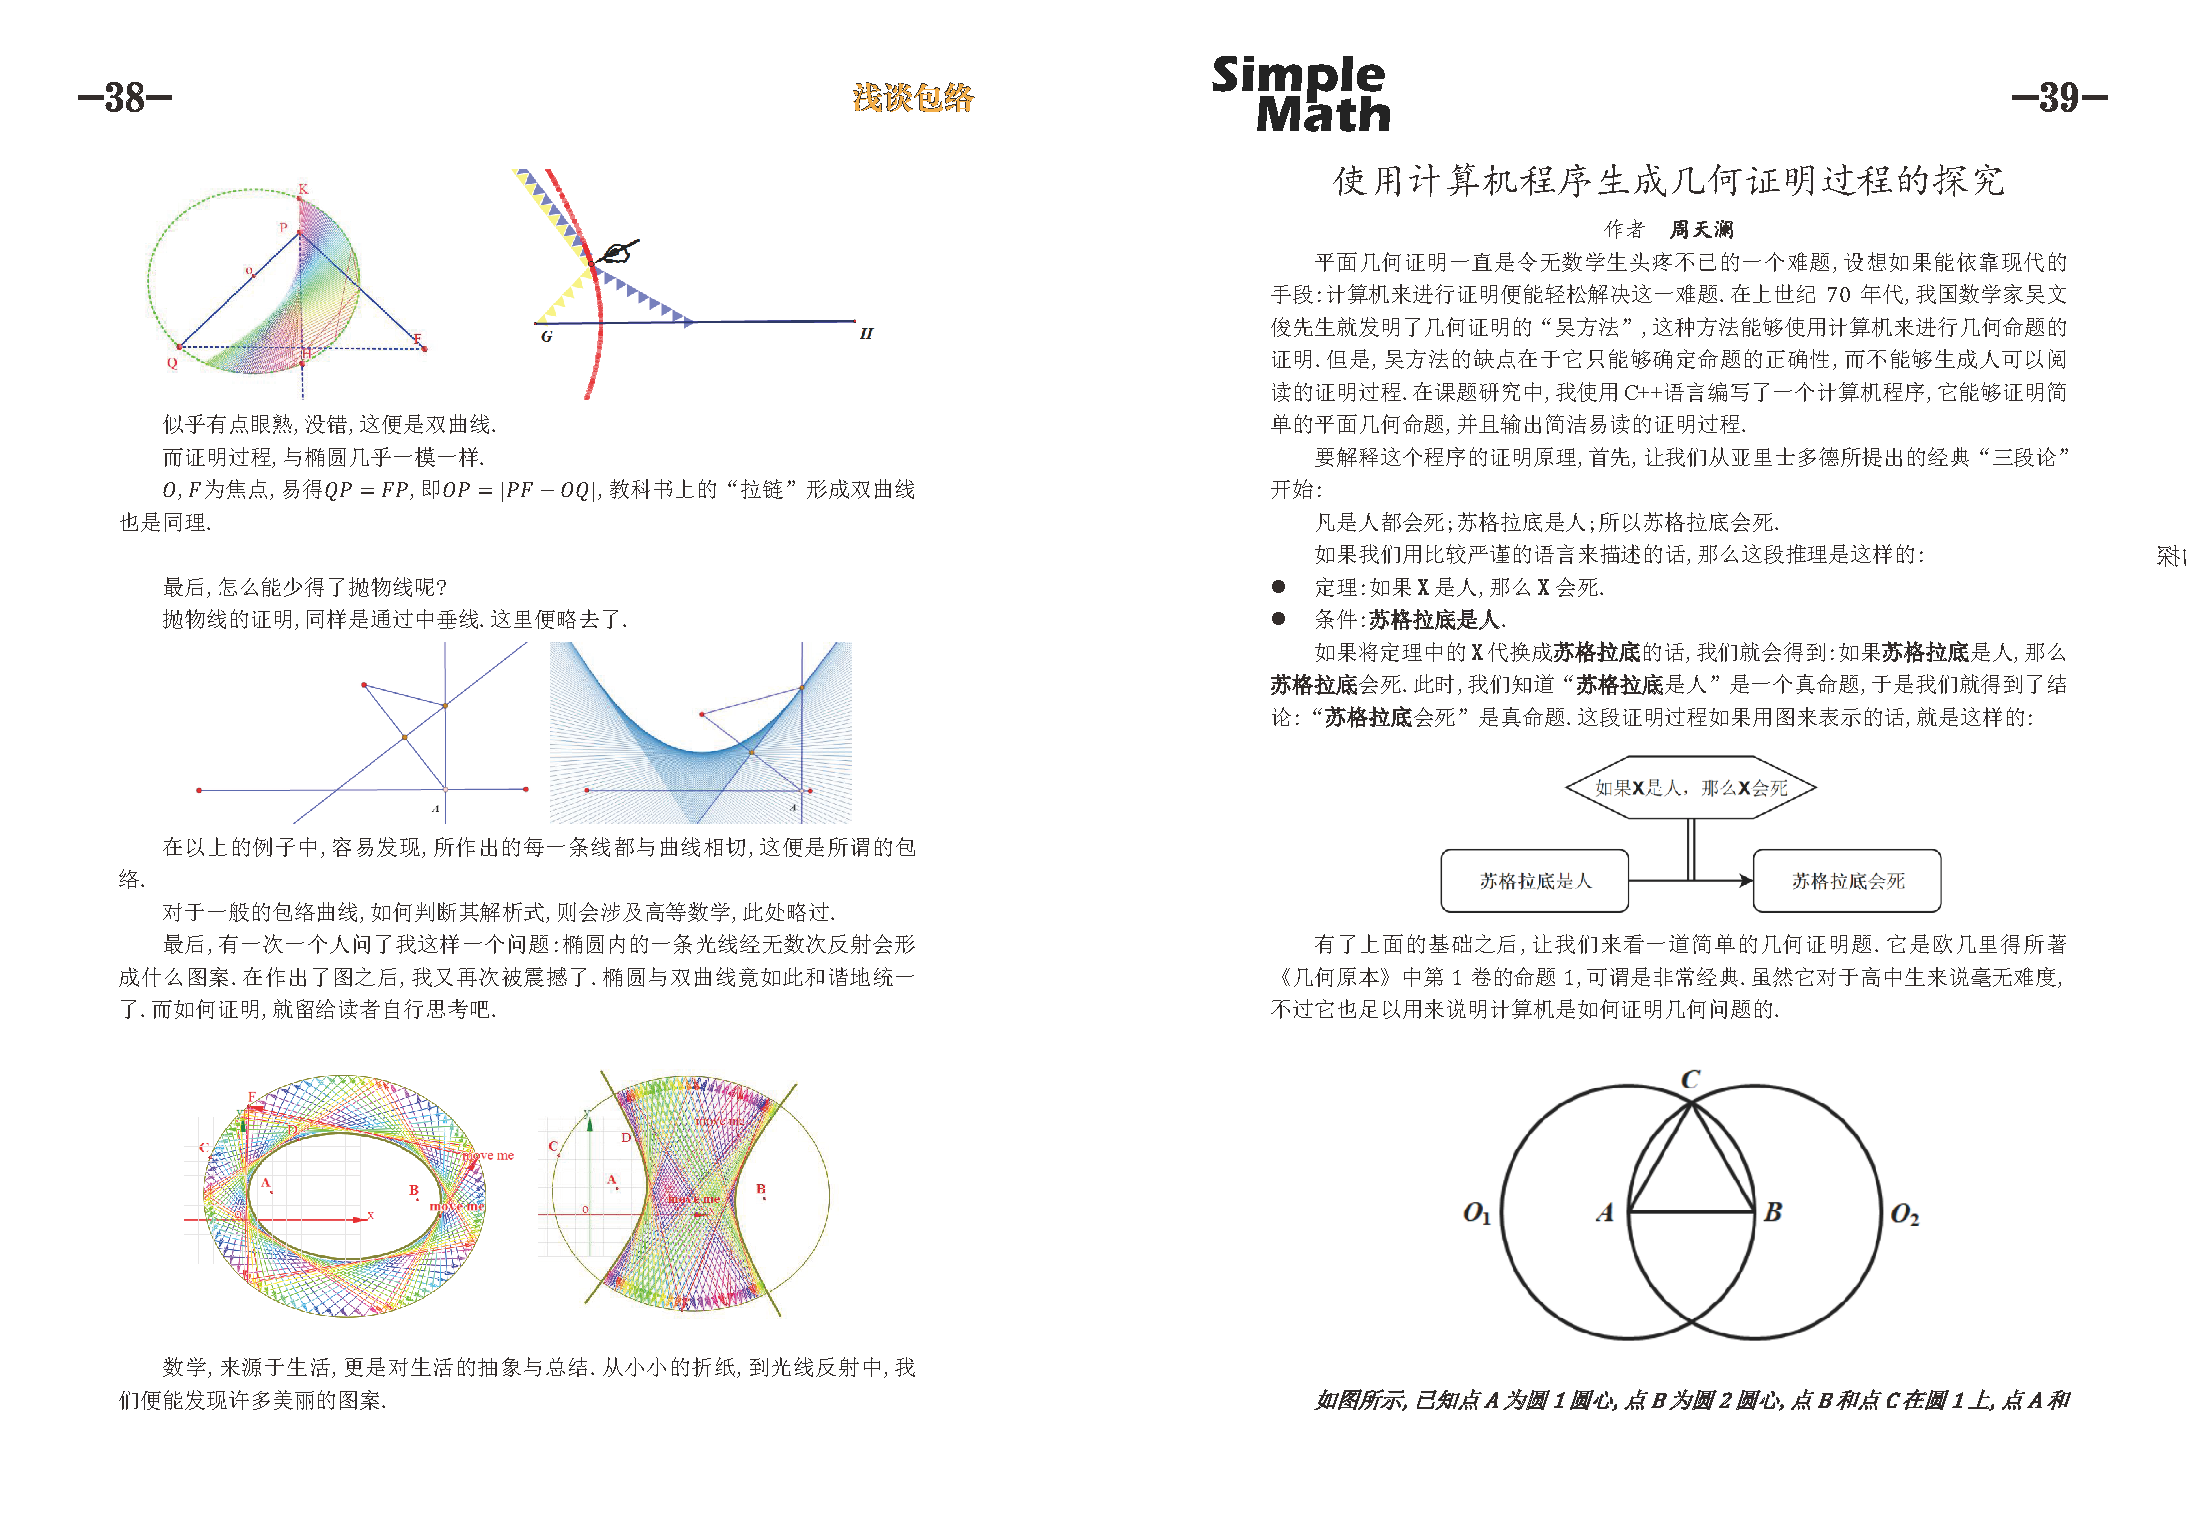 —38—
浅谈包络
K
P
O
Q
H
F
G
H
似乎有点眼熟,没错,这便是双曲线.
而证明过程,与椭圆几乎一模一样.
O,F为焦点,易得QP = FP,即OP = |PF − OQ|,教科书上的“拉链”形成双曲线
也是同理.
最后,怎么能少得了抛物线呢?
抛物线的证明,同样是通过中垂线.这里便略去了.
A
A
在以上的例子中,容易发现,所作出的每一条线都与曲线相切,这便是所谓的包
络.
对于一般的包络曲线,如何判断其解析式,则会涉及高等数学,此处略过.
最后,有一次一个人问了我这样一个问题:椭圆内的一条光线经无数次反射会形
成什么图案.在作出了图之后,我又再次被震撼了.椭圆与双曲线竟如此和谐地统一
了.而如何证明,就留给读者自行思考吧.
E
y
C
D
move me
A
B
move me
x
y
move me
D
C
A
B
move me
o
数学,来源于生活,更是对生活的抽象与总结.从小小的折纸,到光线反射中,我
们便能发现许多美丽的图案.
Simple
Math
—39—
使用计算机程序生成几何证明过程的探究
作者 周天澜
平面几何证明一直是令无数学生头疼不已的一个难题,设想如果能依靠现代的
手段:计算机来进行证明便能轻松解决这一难题.在上世纪 70 年代,我国数学家吴文
俊先生就发明了几何证明的“吴方法”,这种方法能够使用计算机来进行几何命题的
证明.但是,吴方法的缺点在于它只能够确定命题的正确性,而不能够生成人可以阅
读的证明过程.在课题研究中,我使用C++语言编写了一个计算机程序,它能够证明简
单的平面几何命题,并且输出简洁易读的证明过程.
要解释这个程序的证明原理,首先,让我们从亚里士多德所提出的经典“三段论”
开始:
凡是人都会死;苏格拉底是人;所以苏格拉底会死.
如果我们用比较严谨的语言来描述的话,那么这段推理是这样的:
● 定理:如果 X 是人,那么 X 会死.
● 条件:苏格拉底是人.
如果将定理中的 X 代换成苏格拉底的话,我们就会得到:如果苏格拉底是人,那么
苏格拉底会死.此时,我们知道“苏格拉底是人”是一个真命题,于是我们就得到了结
论:“苏格拉底会死”是真命题.这段证明过程如果用图来表示的话,就是这样的:
如果X是人，那么X会死
苏格拉底是人
苏格拉底会死
有了上面的基础之后,让我们来看一道简单的几何证明题.它是欧几里得所著
《几何原本》中第 1 卷的命题 1,可谓是非常经典.虽然它对于高中生来说毫无难度,
不过它也足以用来说明计算机是如何证明几何问题的.
C
O₁
A
B
O₂
如图所示,已知点 A 为圆 1 圆心,点 B 为圆 2 圆心,点 B 和点 C 在圆 1 上,点 A 和